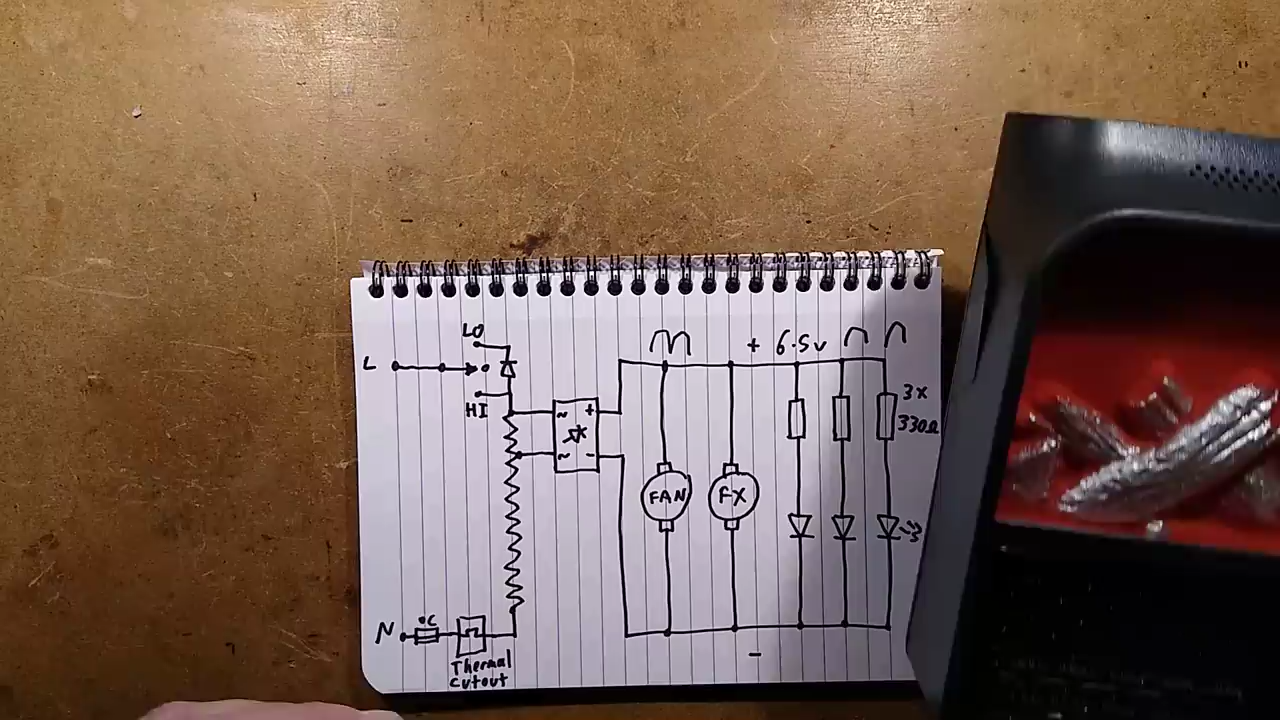 LO
L
HI
~ +
~ -
+ 6.5v
3x
330Ω
FAN
FX
N
°C
Thermal
Cutout
-